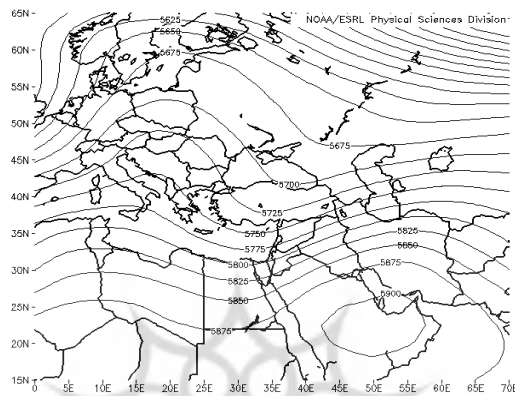 65N
NOAA/ESRL Physical Sciences Division
5625
5650
60N
5675
55N
50N
45N
5675
40N
5700
5725
35N
5750
5825
5775
5850
30N
5800
5875
5825
25N
5850
5900
20N
5875
15N
0 5E 10E 15E 20E 25E 30E 35E 40E 45E 50E 55E 60E 65E 70E